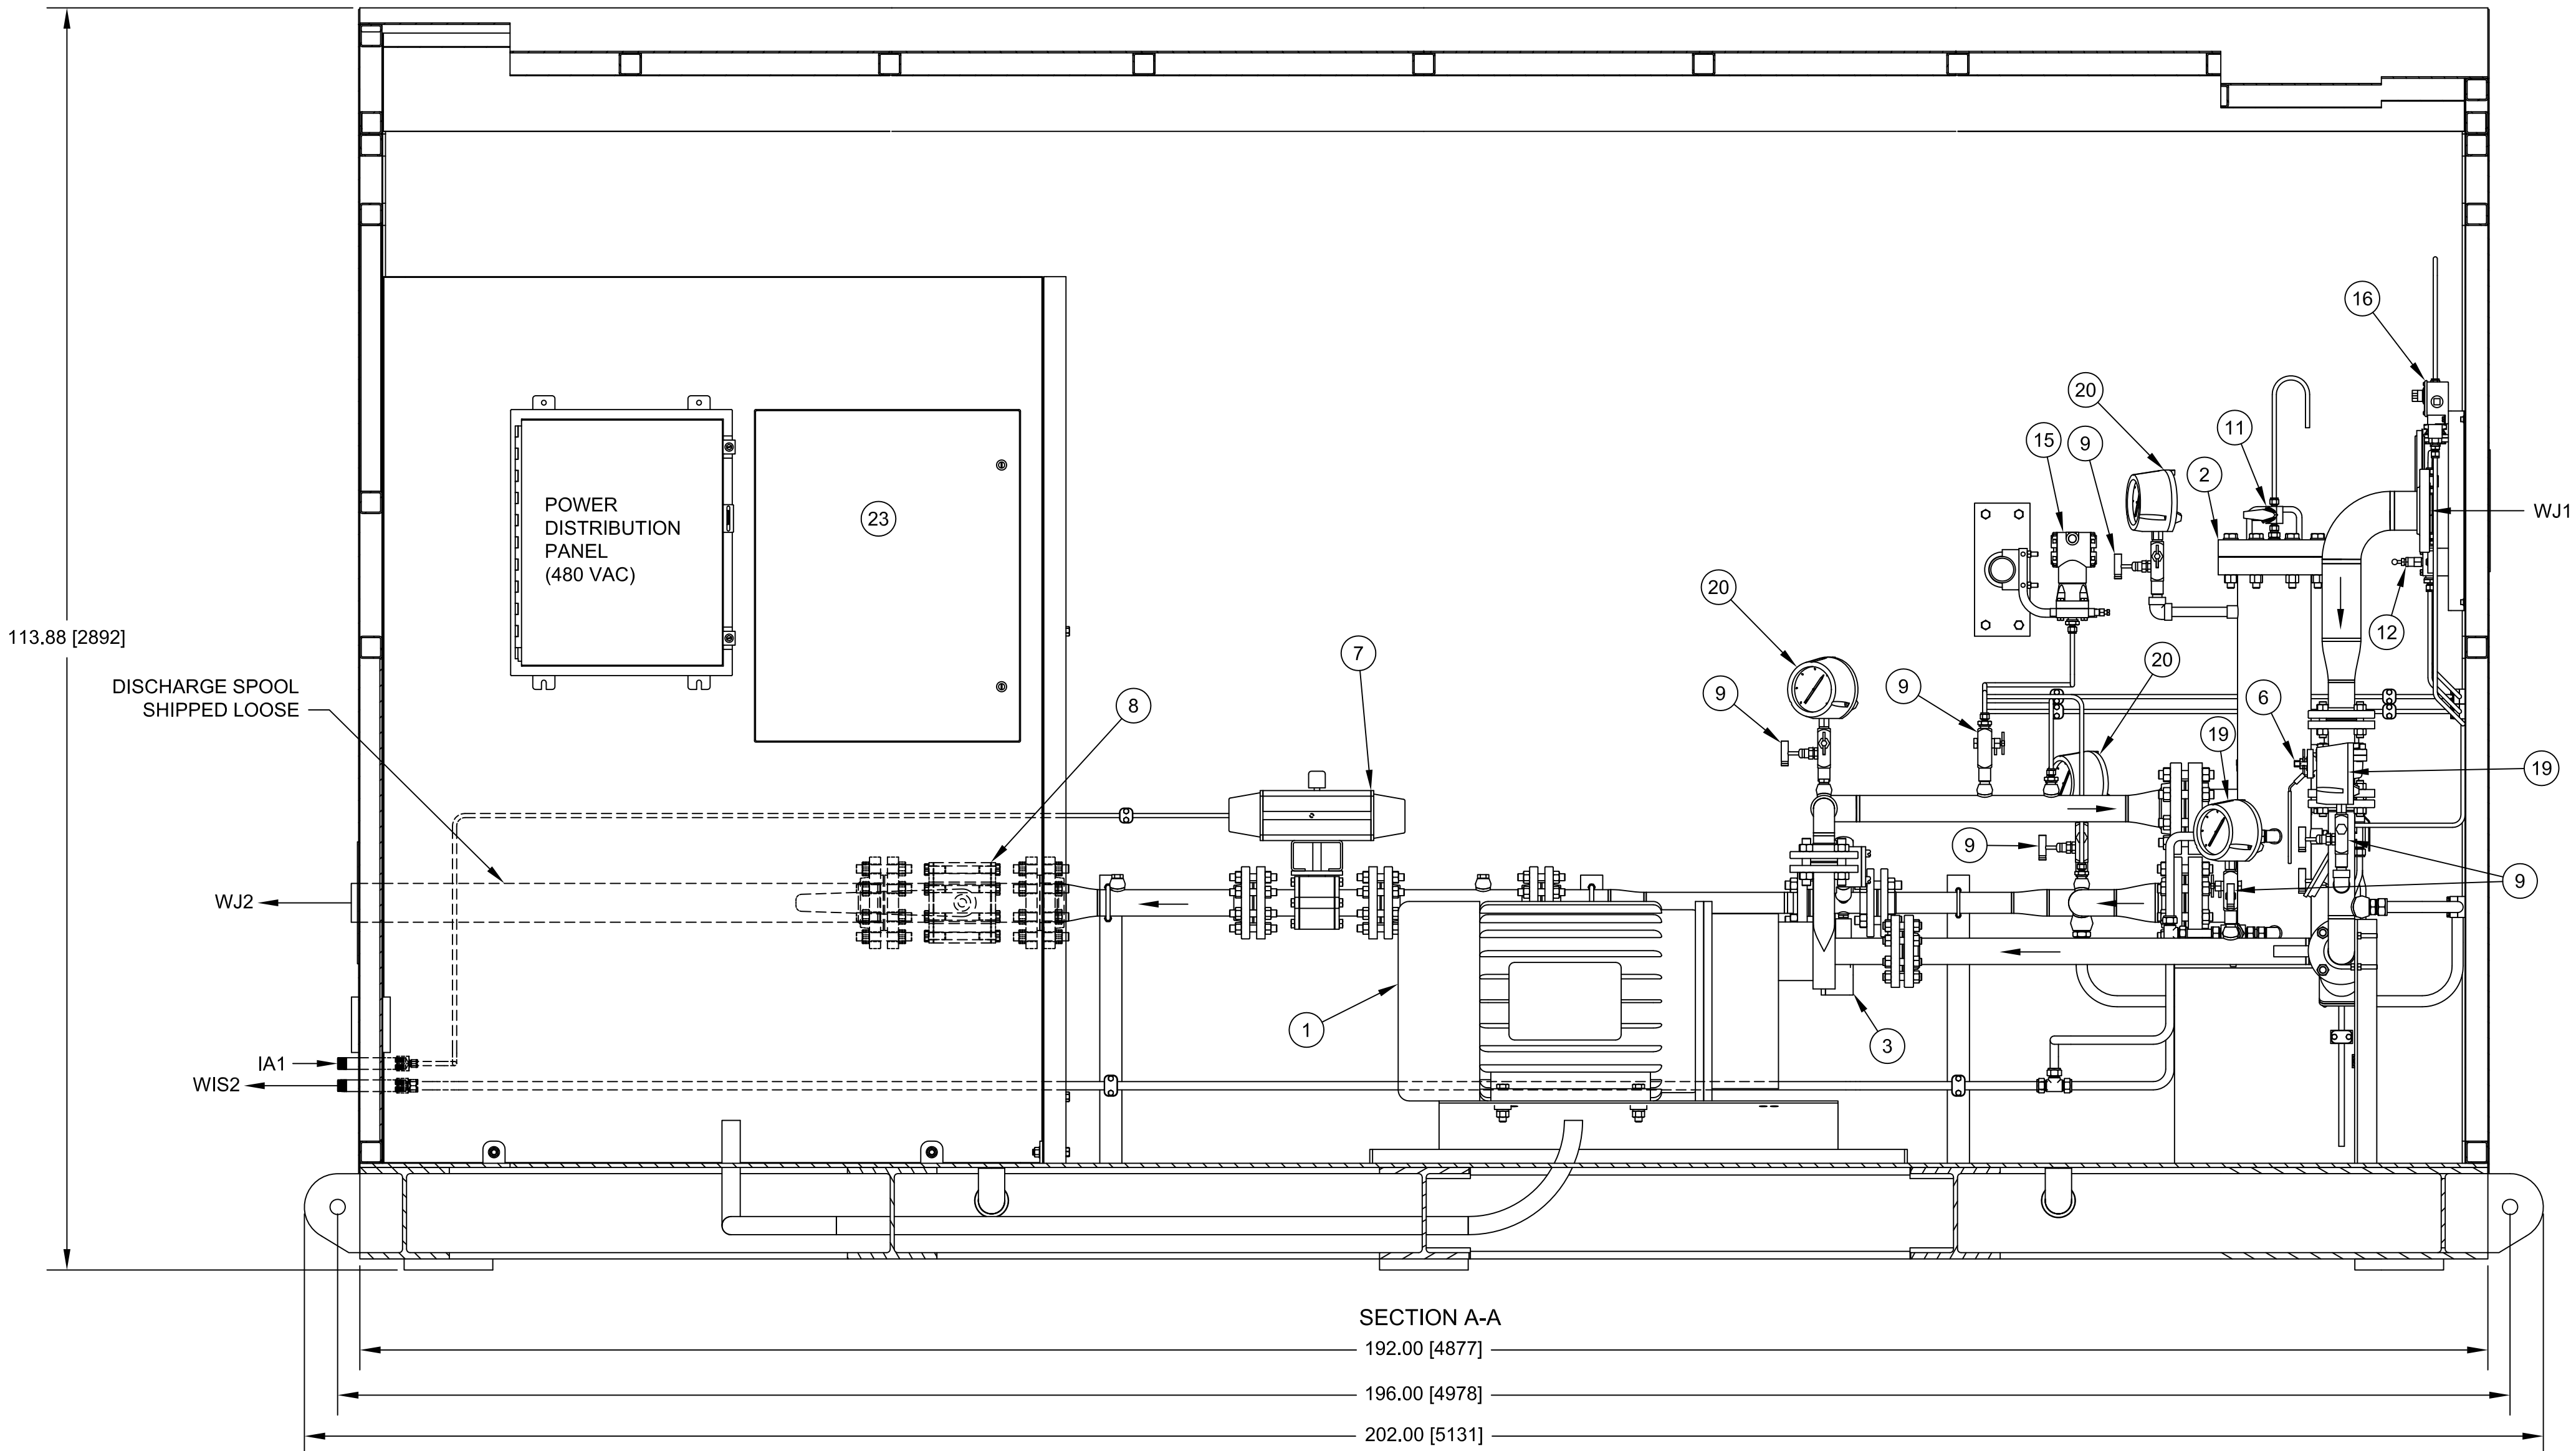 16
20
11
15
9
2
POWER
DISTRIBUTION
PANEL
(480 VAC)
23
WJ1
20
12
113.88 [2892]
7
20
DISCHARGE SPOOL
SHIPPED LOOSE
8
9
9
6
19
19
9
9
WJ2
1
3
IA1
WIS2
SECTION A-A
192.00 [4877]
196.00 [4978]
202.00 [5131]